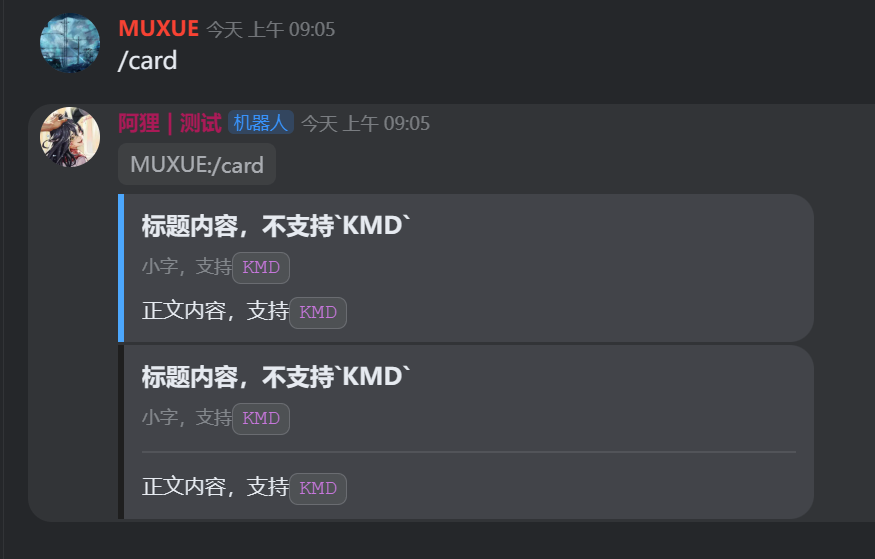 MUXUE 今天 上午 09:05
/card
阿狸 | 测试 机器人 今天 上午 09:05
MUXUE:/card
标题内容，不支持`KMD`
小字，支持KMD
正文内容，支持KMD
标题内容，不支持`KMD`
小字，支持KMD
正文内容，支持KMD